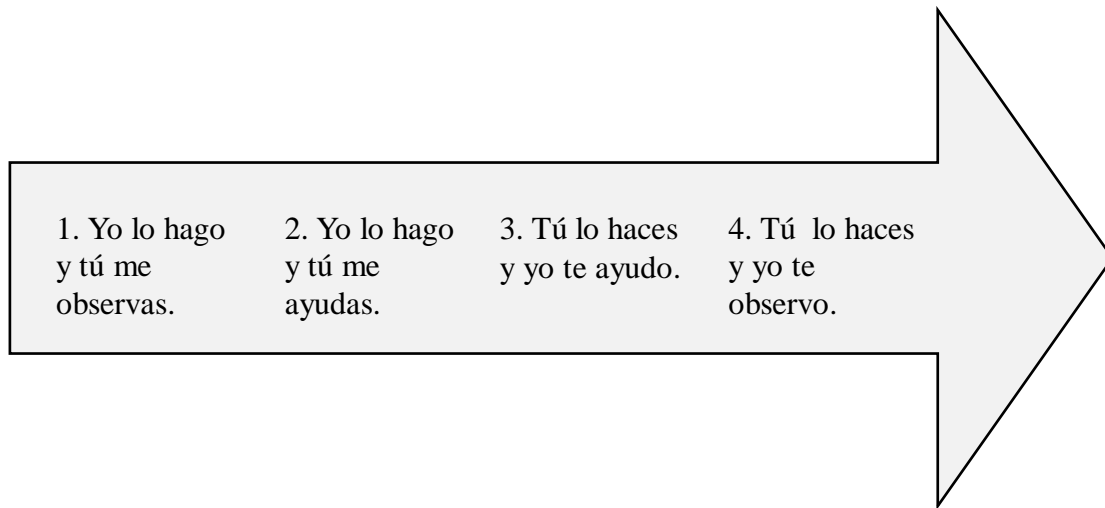 1. Yo lo hago
y tú me
observas.
2. Yo lo hago
y tú me
ayudas.
3. Tú lo haces
y yo te ayudo.
4. Tú  lo haces
y yo te
observo.